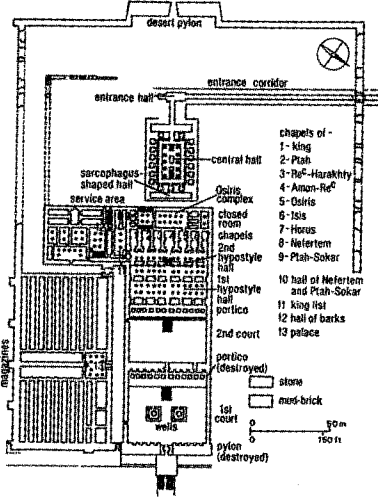 desert pylon
entrance corridor
entrance hall
central hall
sarcophagus-
shaped hall
Osiris
complex
service area
closed
room
chapels
2nd
hypostyle
hall
1st
hypostyle
hall
portico
2nd court
portico
(destroyed)
1st
court
wells
pylon
(destroyed)
magazines
chapels of -
1 - king
2 - Ptah
3 - Reᶜ-Harakhty
4 - Amon-Reᶜ
5 - Osiris
6 - Isis
7 - Horus
8 - Nefertem
9 - Ptah-Sokar
10 hall of Nefertem
and Ptah-Sokar
11 king list
12 hall of barks
13 palace
stone
mud-brick
0 50 m
0 150 ft